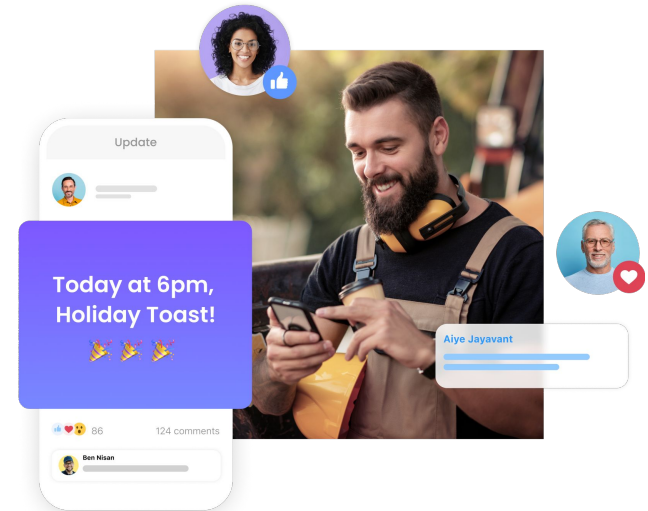 Update
Today at 6pm,
Holiday Toast!
86
124 comments
Ben Nisan
Aiye Jayavant